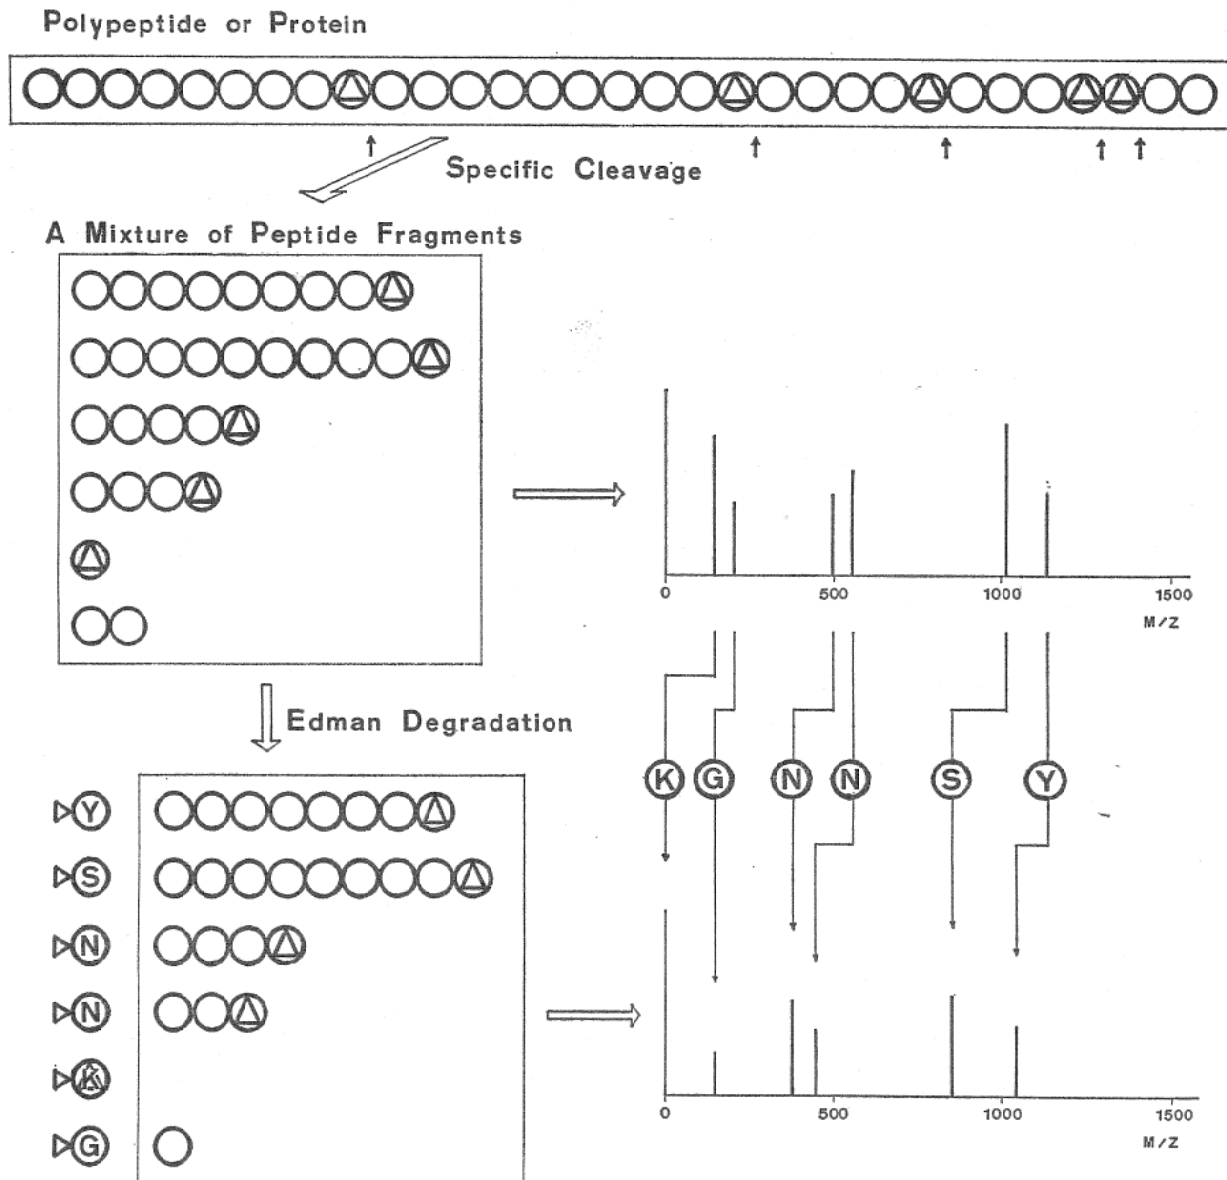 Polypeptide or Protein
Specific Cleavage
A Mixture of Peptide Fragments
0 500 1000 1500
M/Z
Edman Degradation
K G N N S Y
Y
S
N
N
K
G
0 500 1000 1500
M/Z